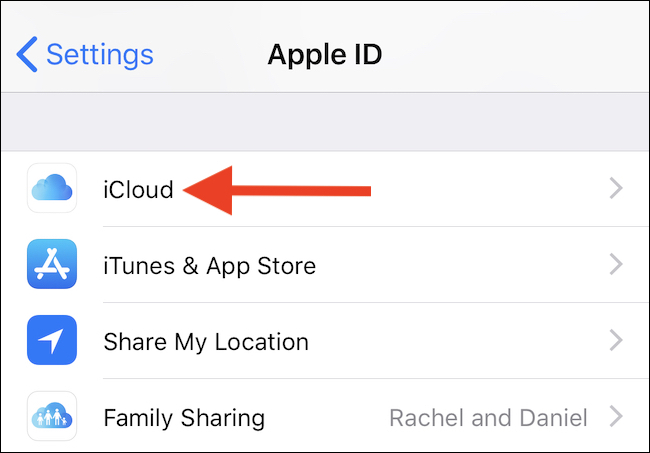 Settings Apple ID
iCloud
iTunes & App Store
Share My Location
Family Sharing Rachel and Daniel